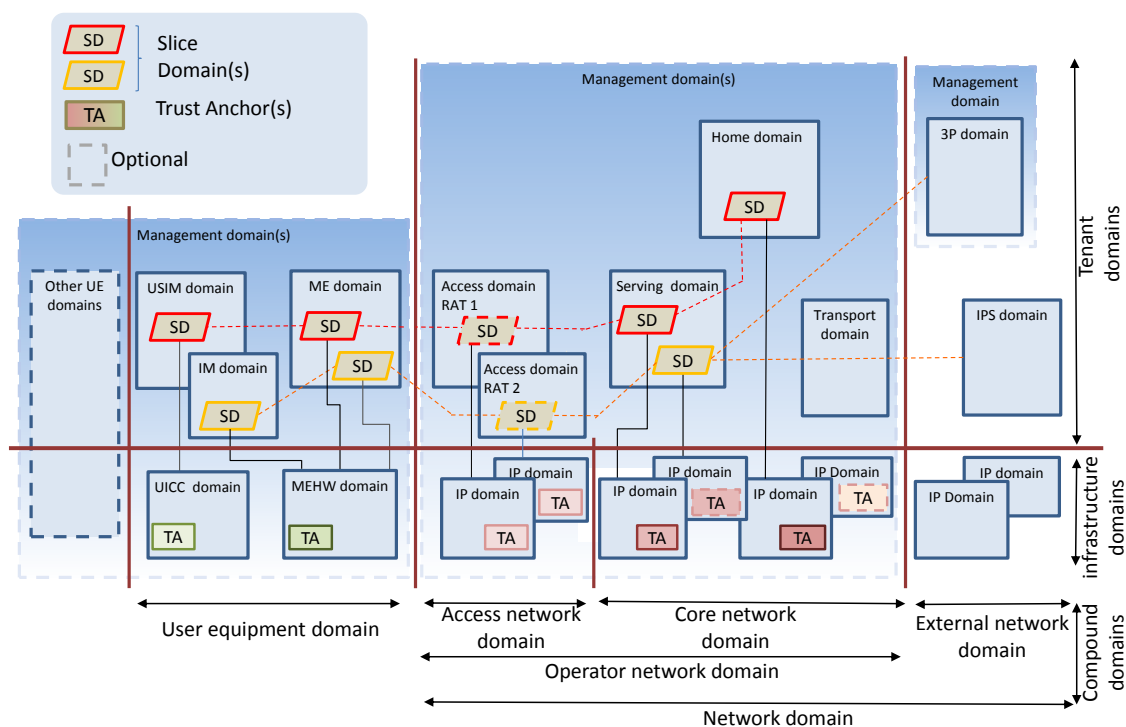 SD
Slice
Domain(s)
SD
TA
Trust Anchor(s)
Optional
Management domain(s)
Management
domain
Home domain
3P domain
SD
Management domain(s)
Other UE
domains
USIM domain
ME domain
Access domain
RAT 1
Serving domain
Transport
domain
IPS domain
SD
SD
SD
SD
IM domain
SD
Access domain
RAT 2
SD
SD
SD
Tenant
domains
UICC domain
MEHW domain
IP domain
IP domain
IP domain
IP domain
IP Domain
IP domain
IP domain
IP Domain
TA
TA
TA
TA
TA
TA
TA
TA
infrastructure
domains
User equipment domain
Access network
domain
Core network
domain
External network
domain
Operator network domain
Network domain
Compound
domains